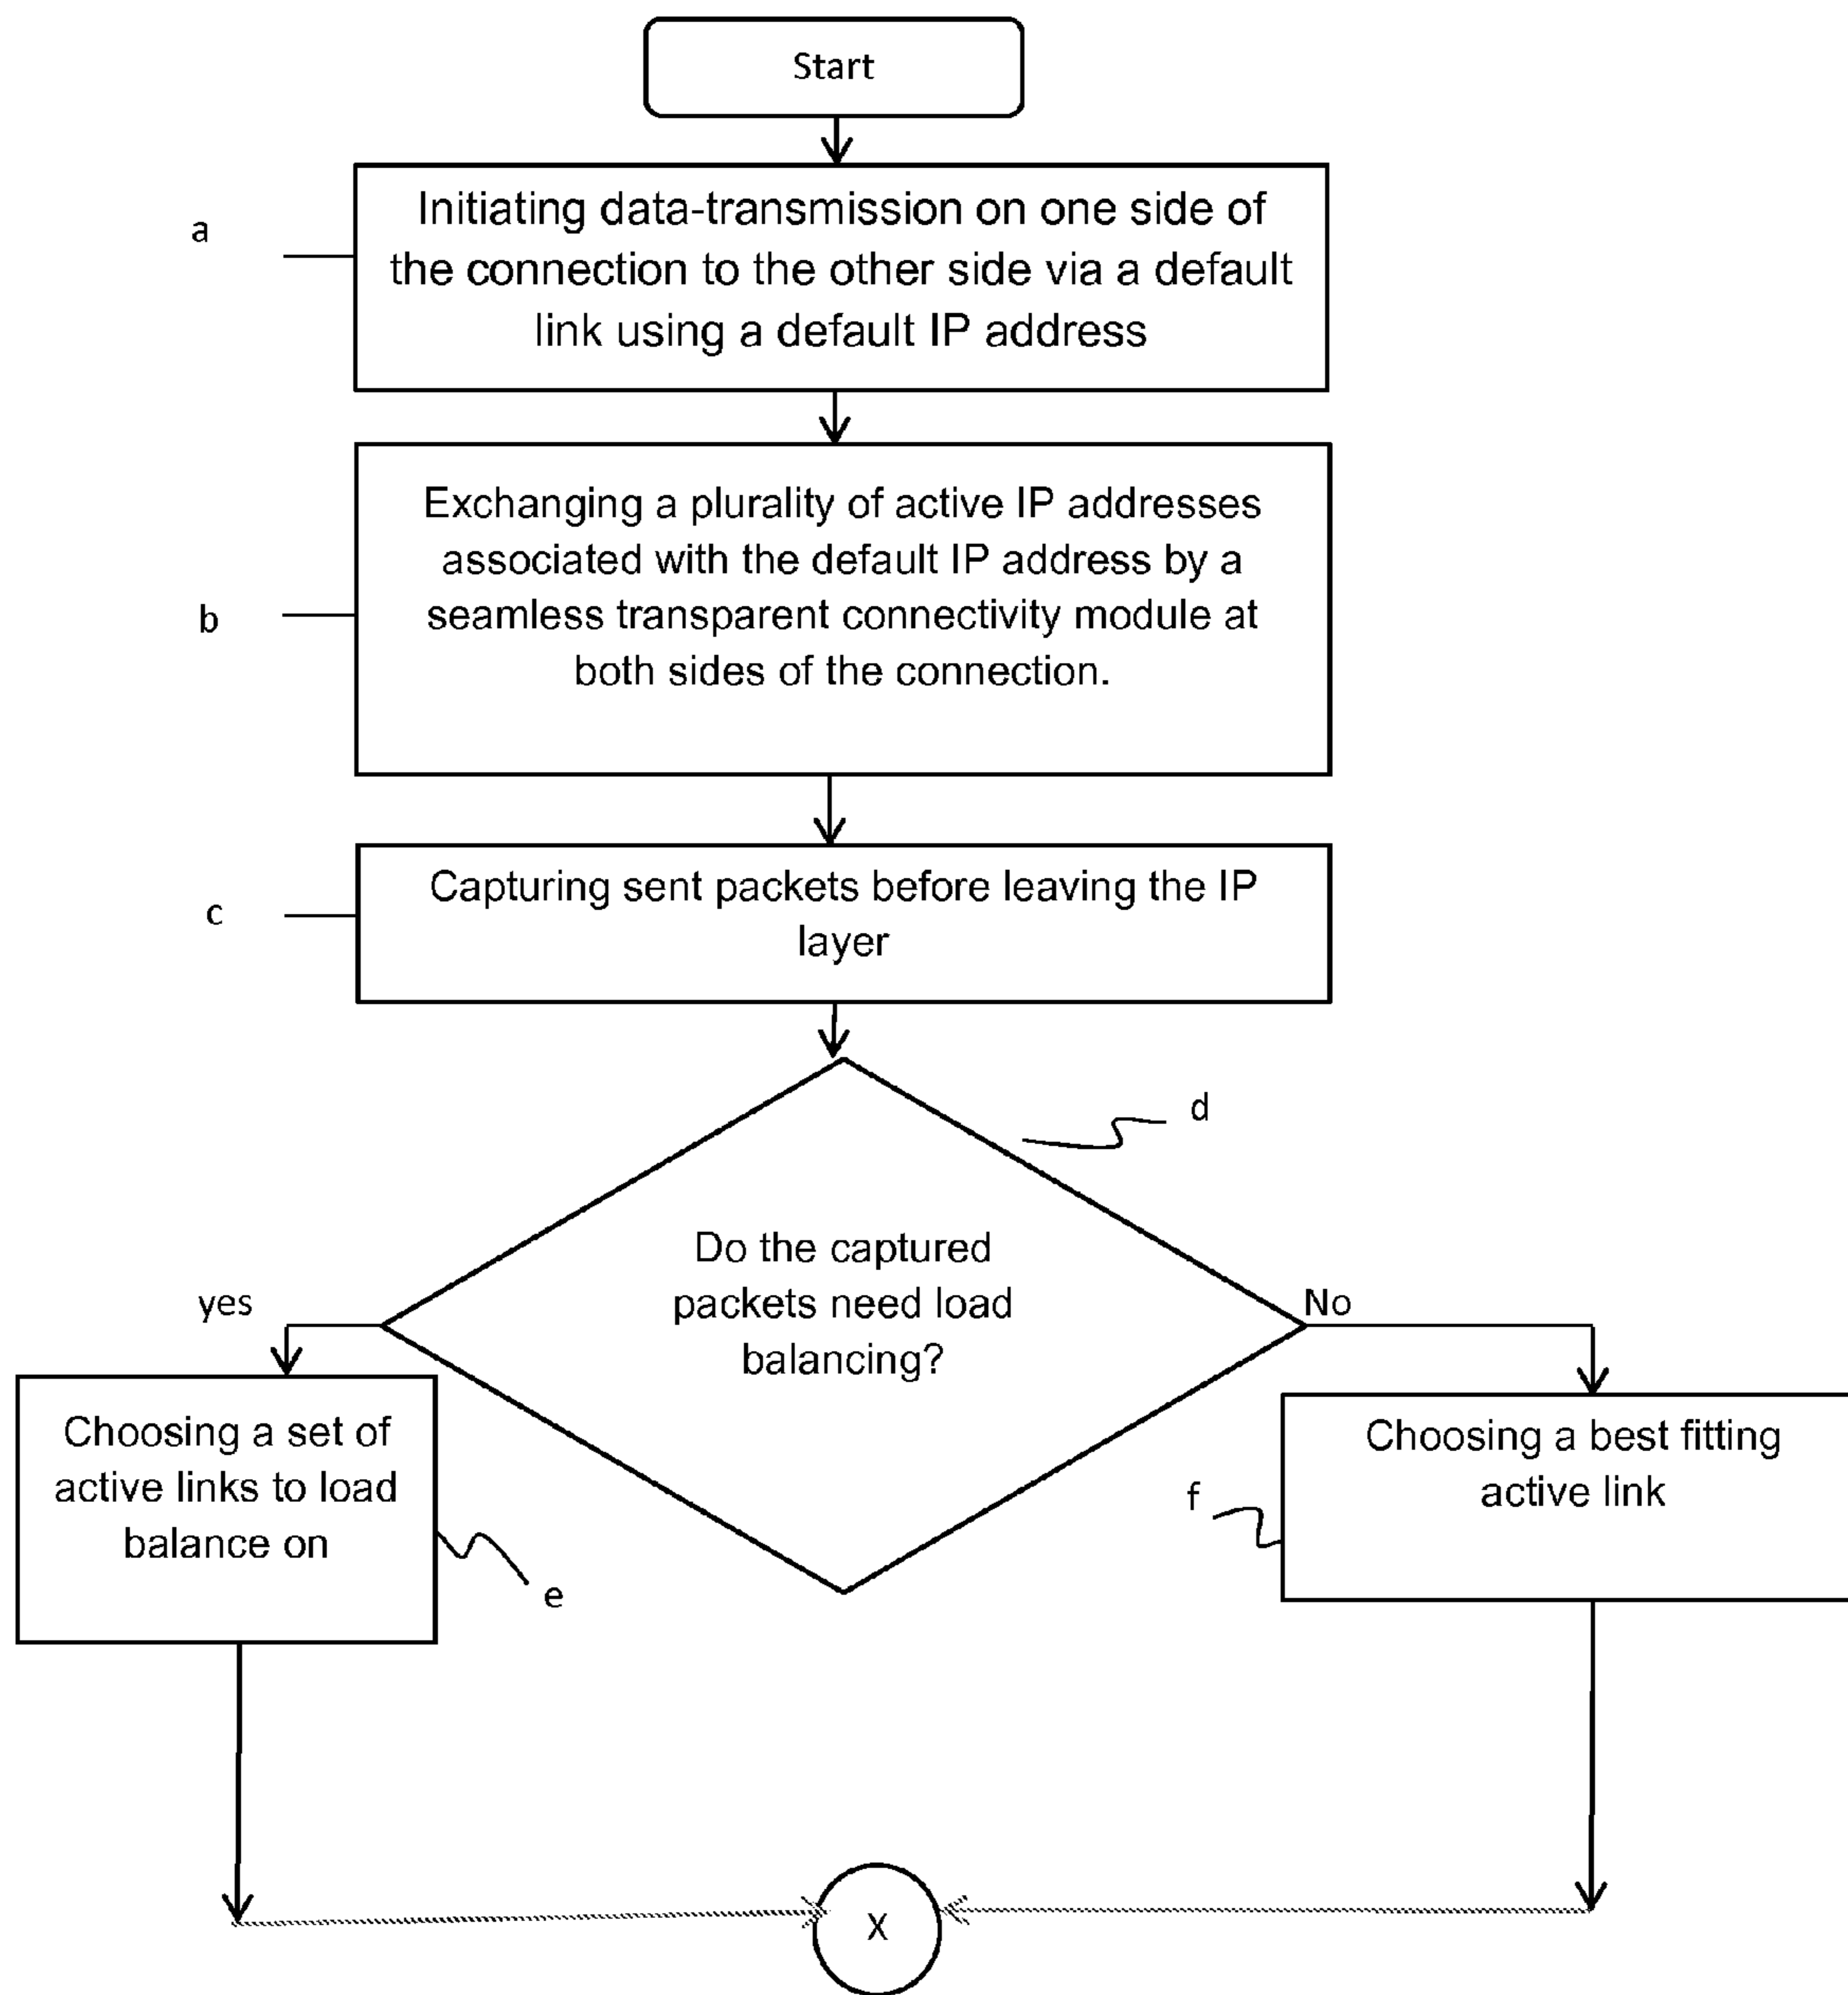 Start
a
Initiating data-transmission on one side of
the connection to the other side via a default
link using a default IP address
Exchanging a plurality of active IP addresses
associated with the default IP address by a
seamless transparent connectivity module at
both sides of the connection.
b
Capturing sent packets before leaving the IP
layer
c
d
Do the captured
packets need load
balancing?
yes
No
Choosing a set of
active links to load
balance on
e
Choosing a best fitting
active link
f
X